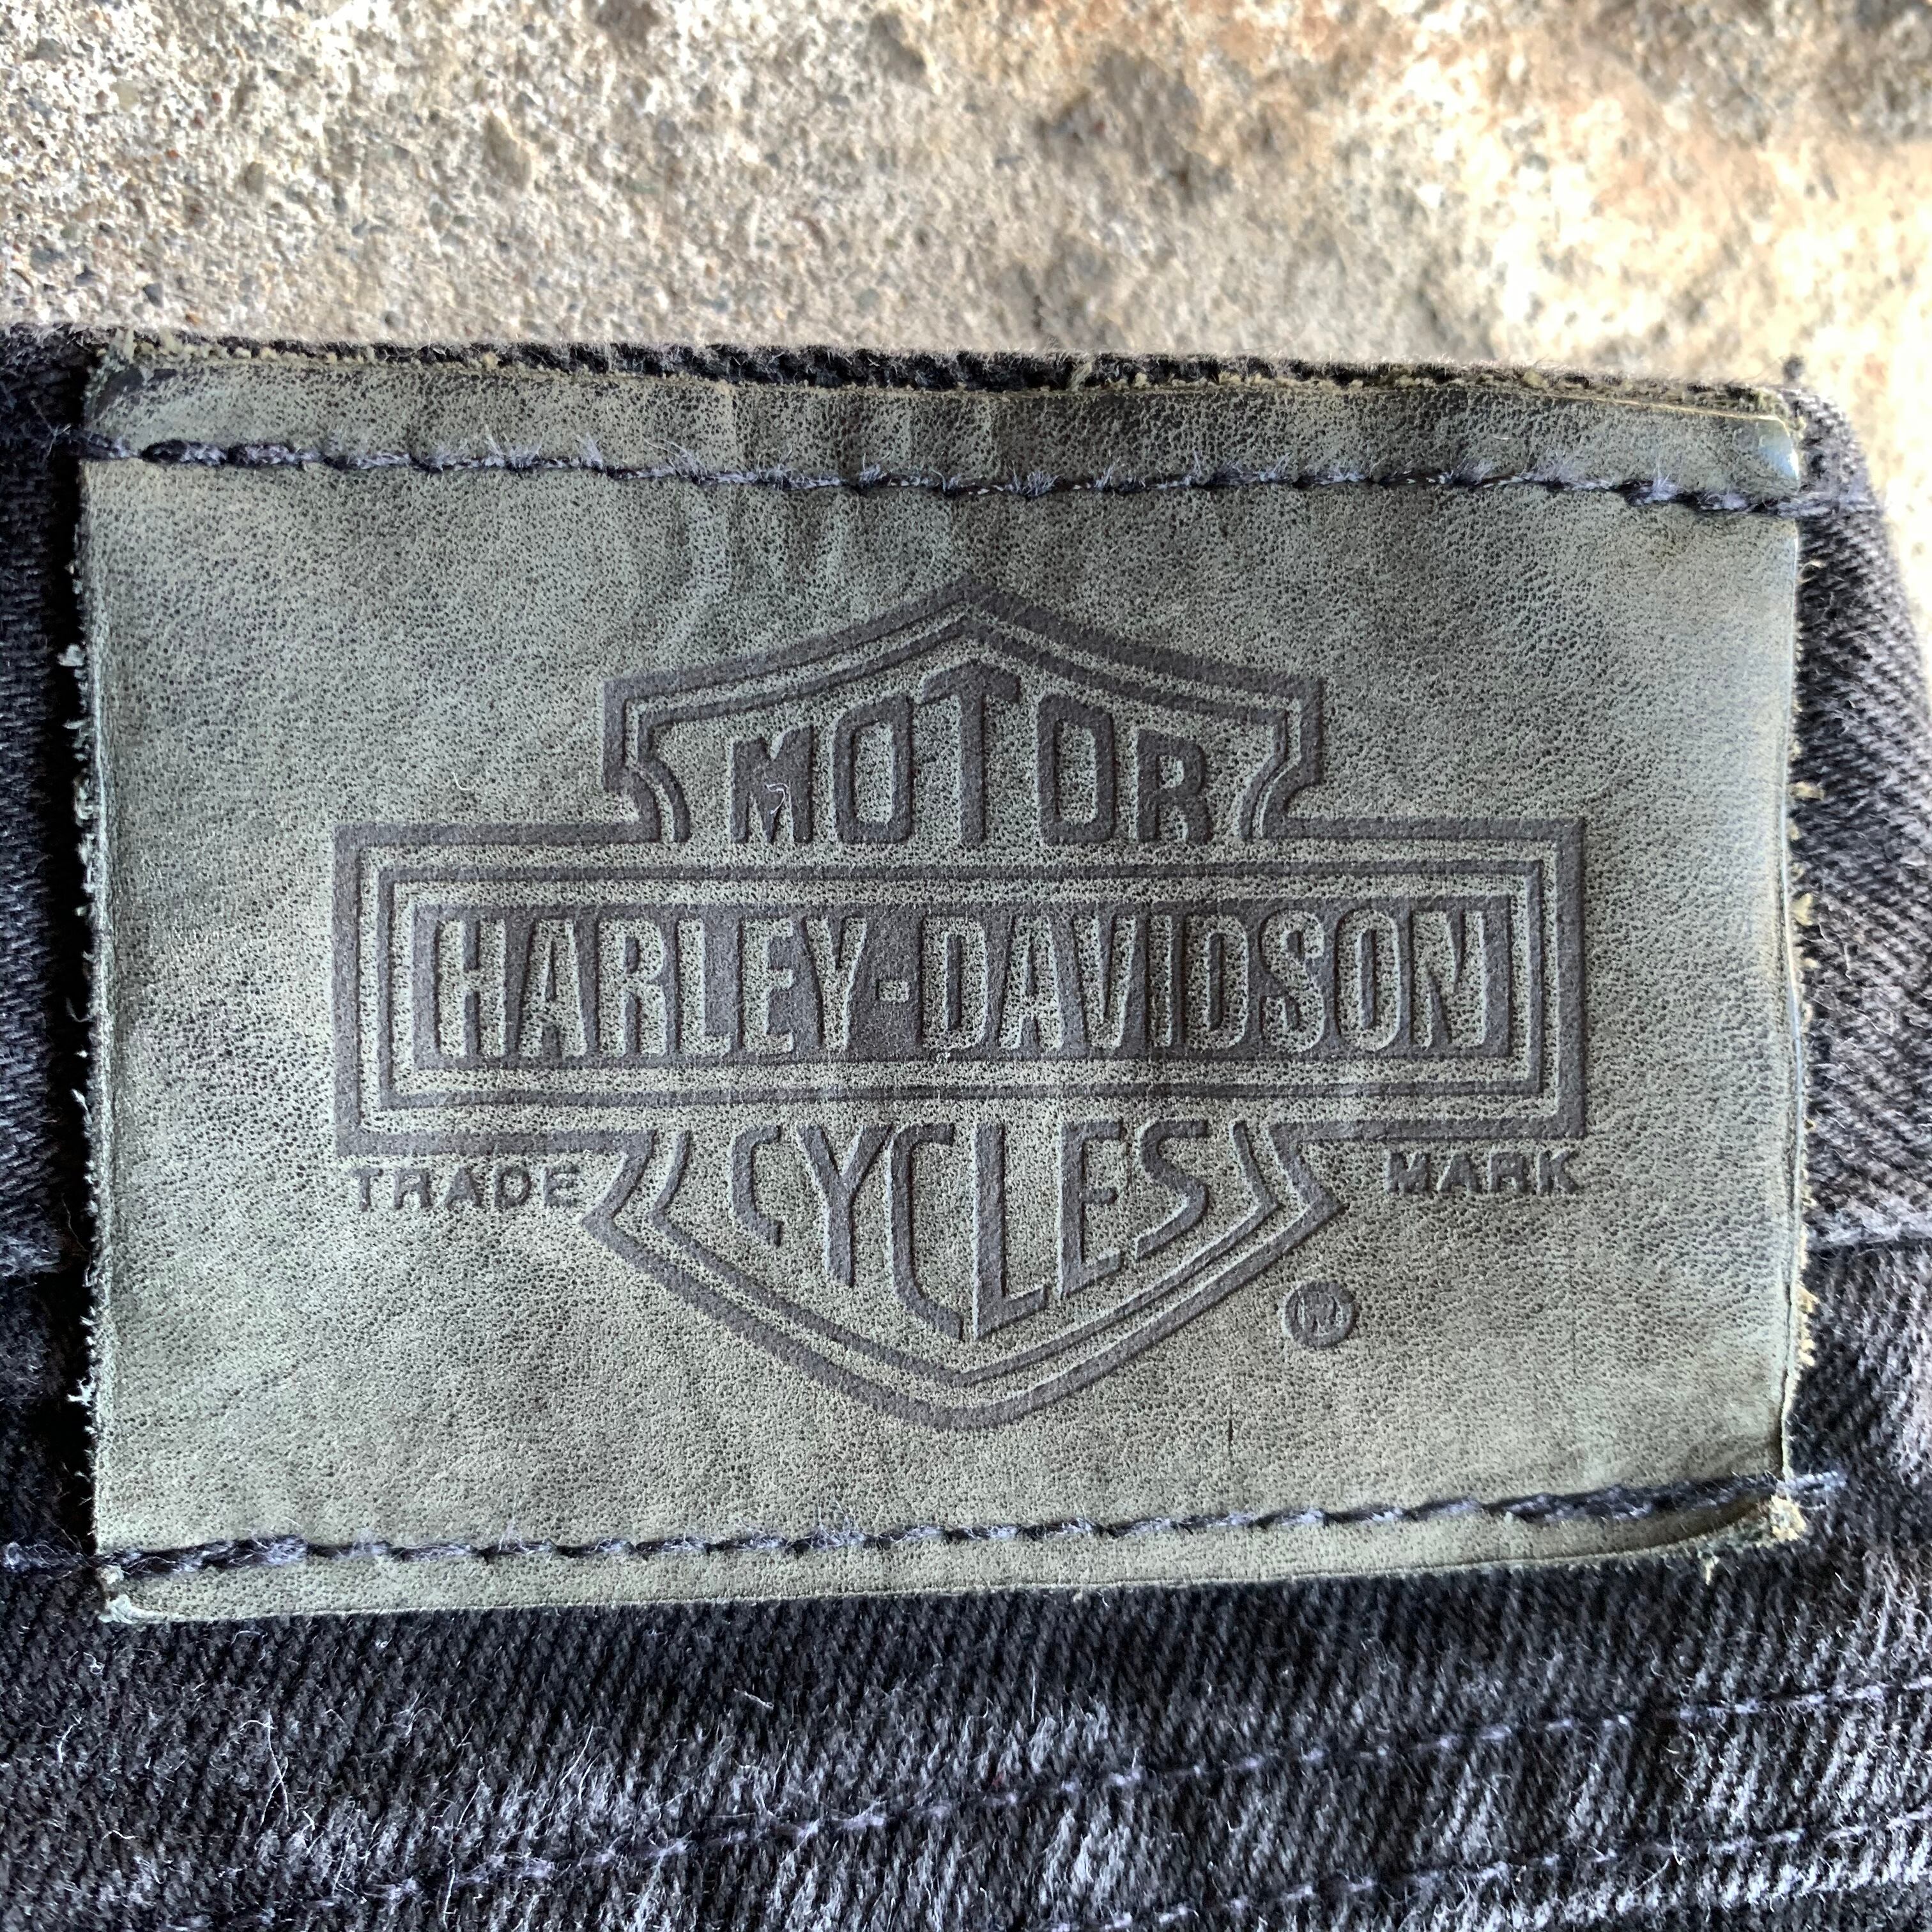 MOTOR
HARLEY-DAVIDSON
CYCLES
TRADE MARK
®